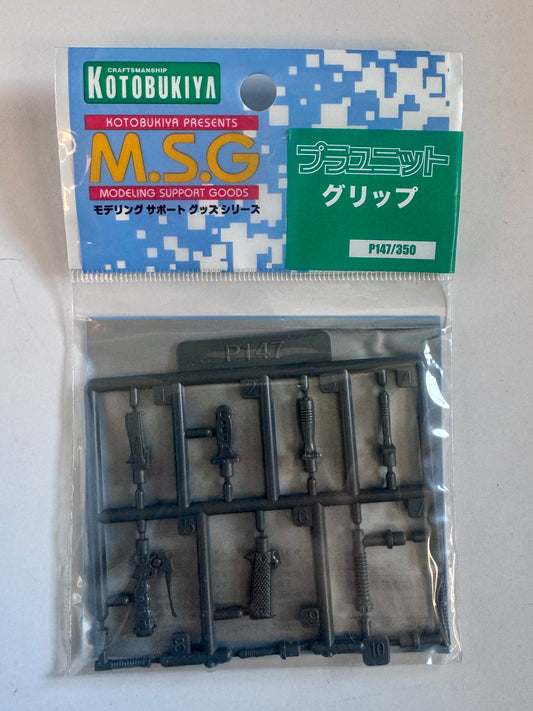 CRAFTSMANSHIP
KOTOBUKIYA
KOTOBUKIYA PRESENTS
M.S.G
MODELING SUPPORT GOODS
モデリング サポート グッズ シリーズ
プラユニット
グリップ
P147/350
P147
1
2
3
4
5
6
7
8
9
10